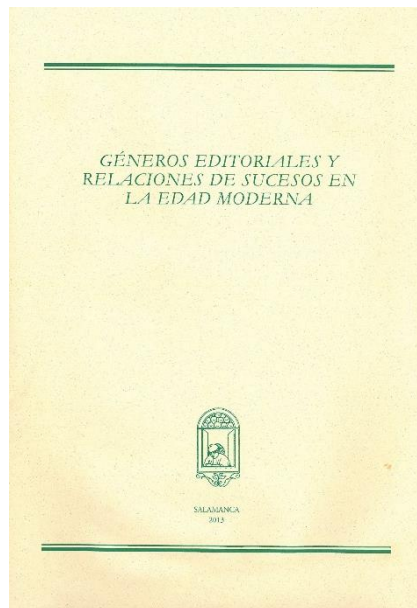 GÉNEROS EDITORIALES Y
RELACIONES DE SUCESOS EN
LA EDAD MODERNA
SALAMANCA
2013